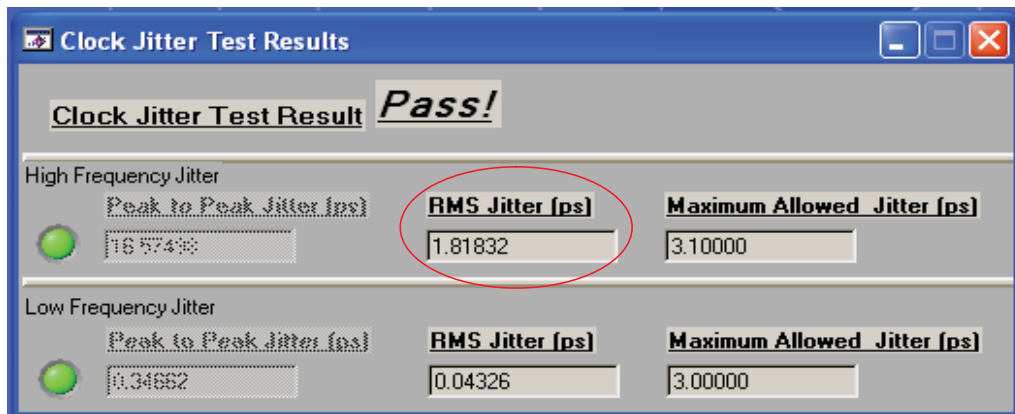 Clock Jitter Test Results
Clock Jitter Test Result Pass!
High Frequency Jitter
Peak to Peak Jitter (ps) RMS Jitter (ps) Maximum Allowed Jitter (ps)
1.81832 3.10000
Low Frequency Jitter
Peak to Peak Jitter (ps) RMS Jitter (ps) Maximum Allowed Jitter (ps)
0.34662 0.04326 3.00000